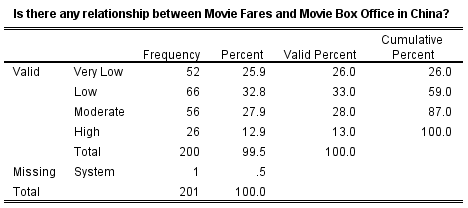 Is there any relationship between Movie Fares and Movie Box Office in China?
Frequency Percent Valid Percent Cumulative Percent
Valid Very Low 52 25.9 26.0 26.0
Low 66 32.8 33.0 59.0
Moderate 56 27.9 28.0 87.0
High 26 12.9 13.0 100.0
Total 200 99.5 100.0
Missing System 1 .5
Total 201 100.0